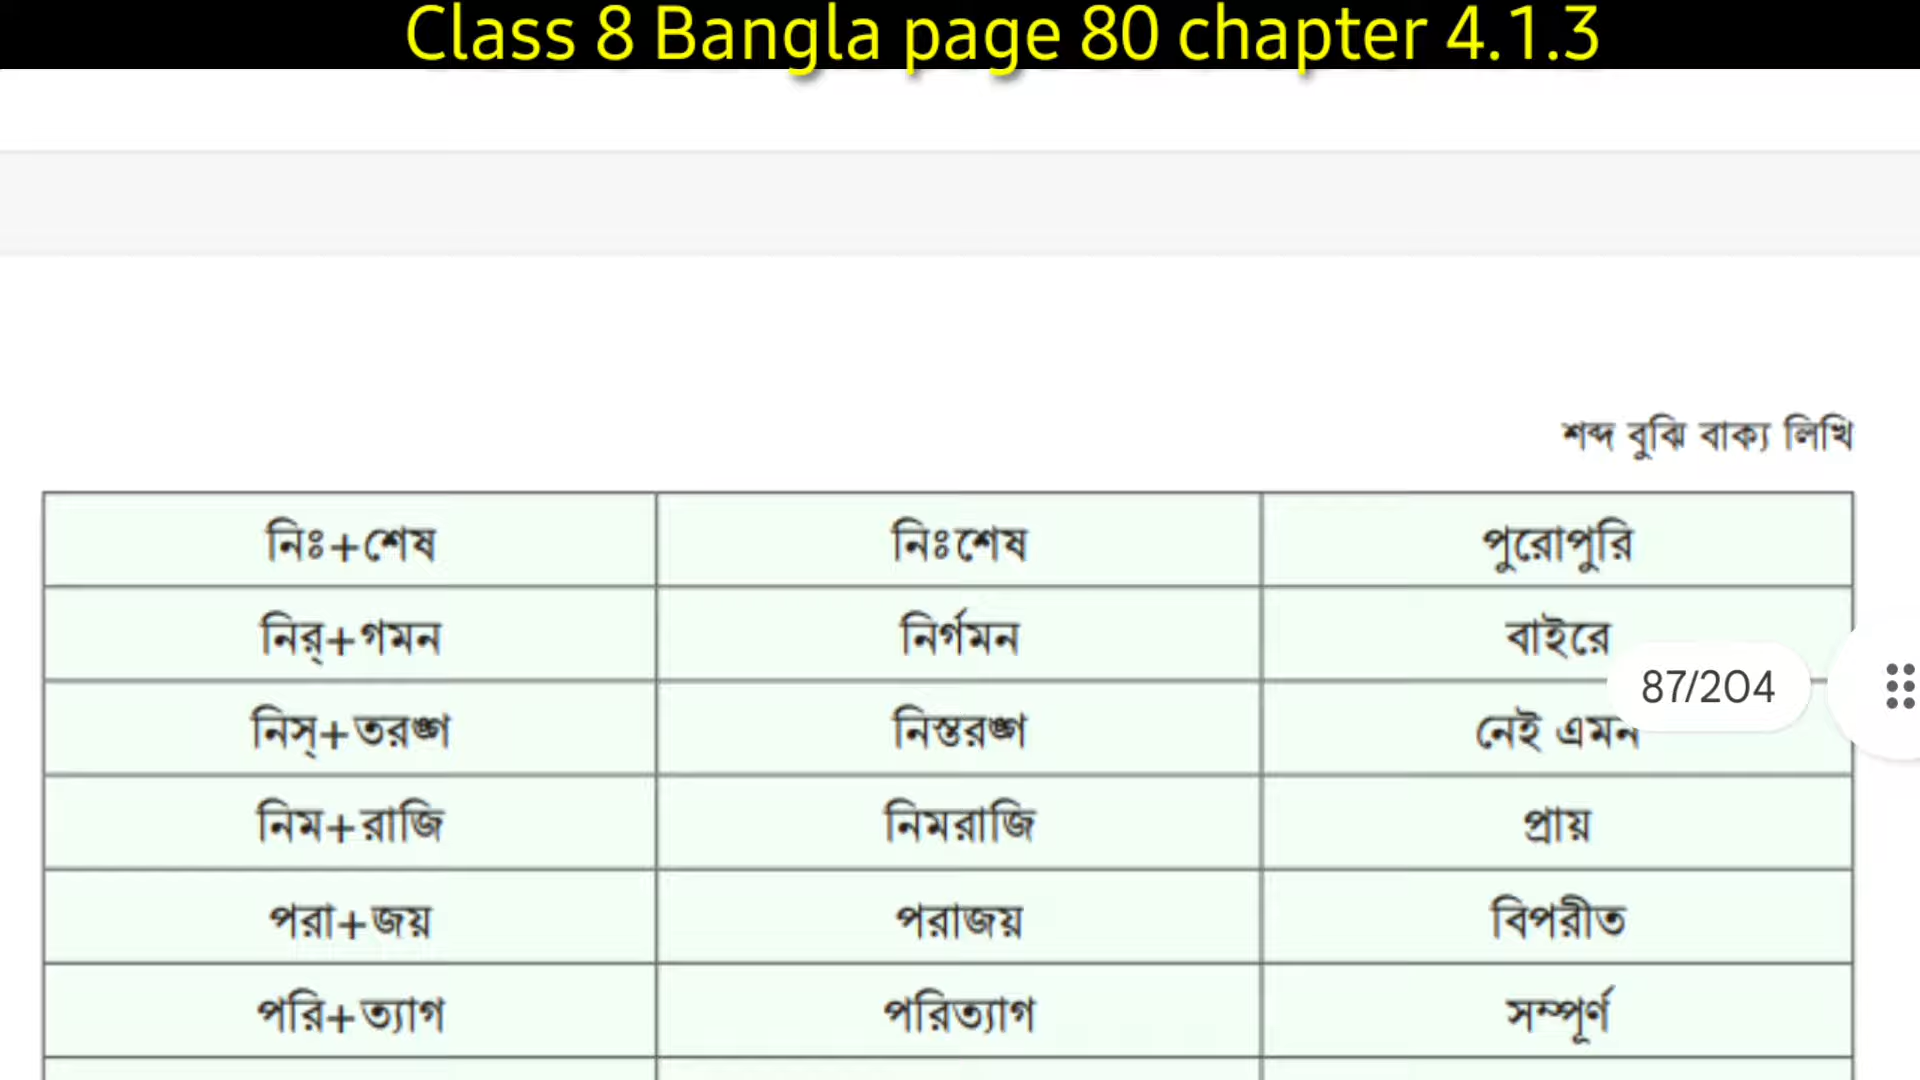 Class 8 Bangla page 80 chapter 4.1.3
শব্দ বুঝি বাক্য লিখি
নিঃ+শেষ নিঃশেষ পুরোপুরি
নির্+গমন নির্গমন বাইরে
87/204
নিস্+তরঙ্গ নিস্তরঙ্গ নেই এমন
নিম+রাজি নিমরাজি প্রায়
পরা+জয় পরাজয় বিপরীত
পরি+ত্যাগ পরিত্যাগ সম্পূর্ণ